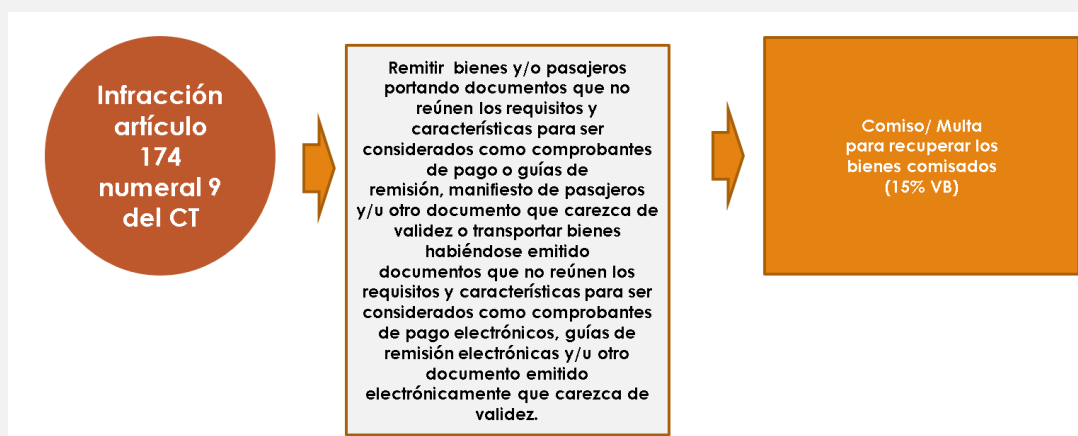 Infracción
artículo
174
numeral 9
del CT
Remitir bienes y/o pasajeros
portando documentos que no
reúnen los requisitos y
características para ser
considerados como comprobantes
de pago o guías de
remisión, manifiesto de pasajeros
y/u otro documento que carezca de
validez o transportar bienes
habiéndose emitido
documentos que no reúnen los
requisitos y características para ser
considerados como comprobantes
de pago electrónicos, guías de
remisión electrónicas y/u otro
documento emitido
electrónicamente que carezca de
validez.
Comiso/ Multa
para recuperar los
bienes comisados
(15% VB)